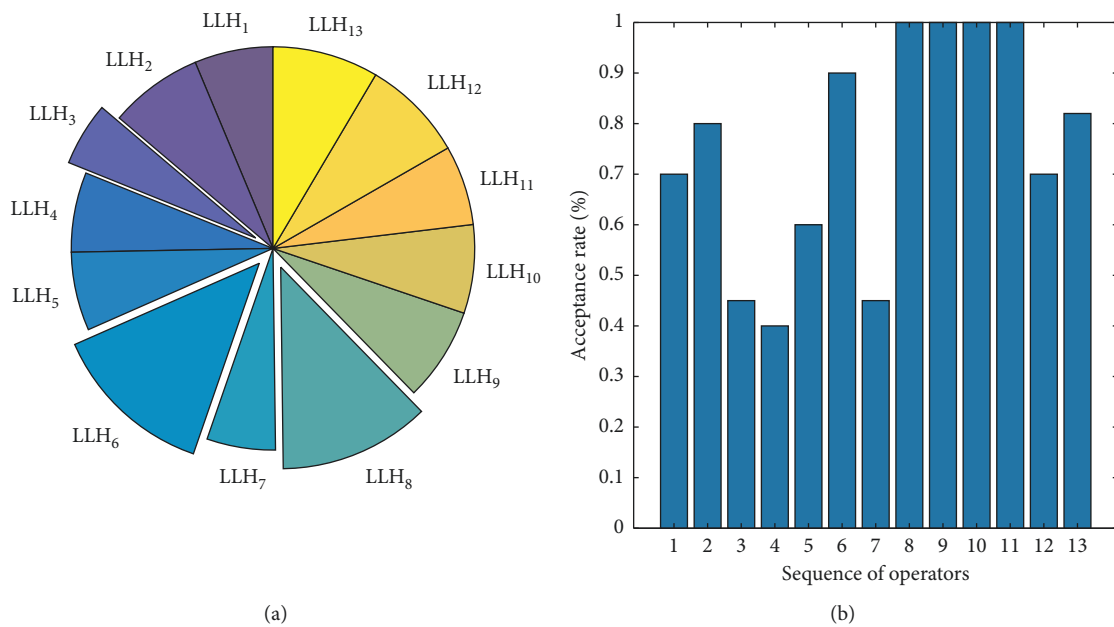 LLH1
LLH2
LLH3
LLH4
LLH5
LLH6
LLH7
LLH8
LLH9
LLH10
LLH11
LLH12
LLH13
(a)
Acceptance rate (%)
1
0.9
0.8
0.7
0.6
0.5
0.4
0.3
0.2
0.1
0
1 2 3 4 5 6 7 8 9 10 11 12 13
Sequence of operators
(b)